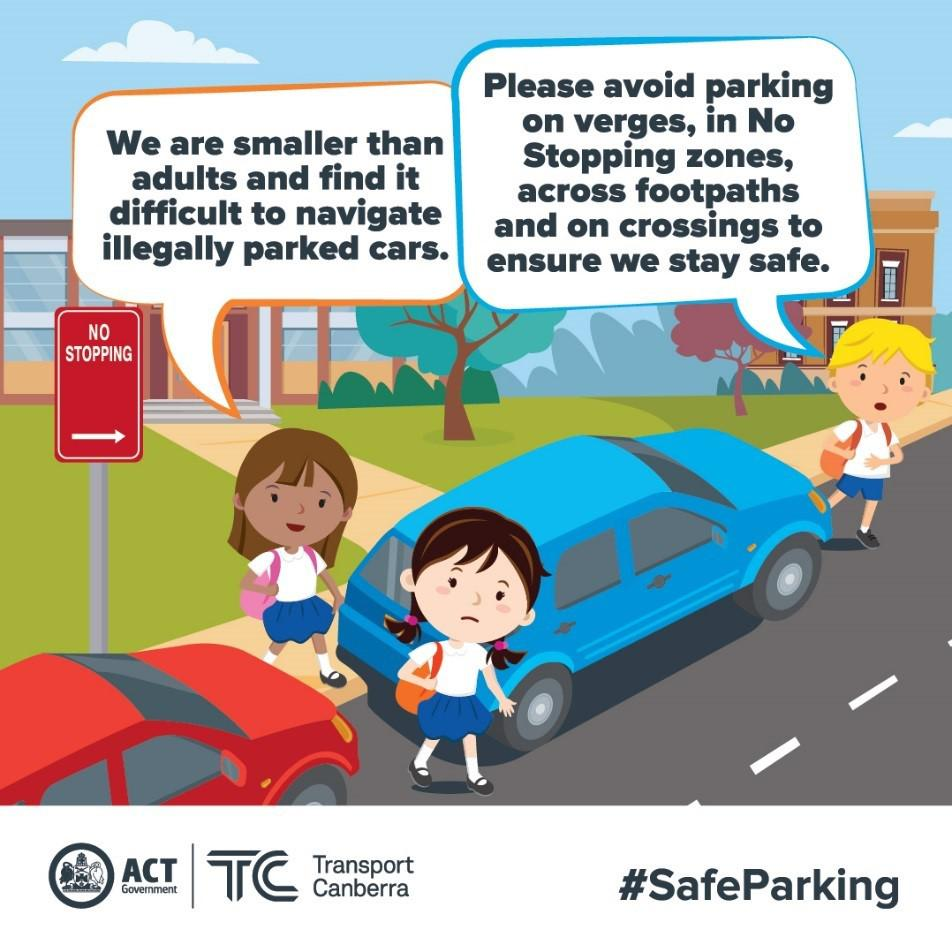 We are smaller than
adults and find it
difficult to navigate
illegally parked cars.
Please avoid parking
on verges, in No
Stopping zones,
across footpaths
and on crossings to
ensure we stay safe.
NO
STOPPING
ACT
Government
TC
Transport
Canberra
#SafeParking